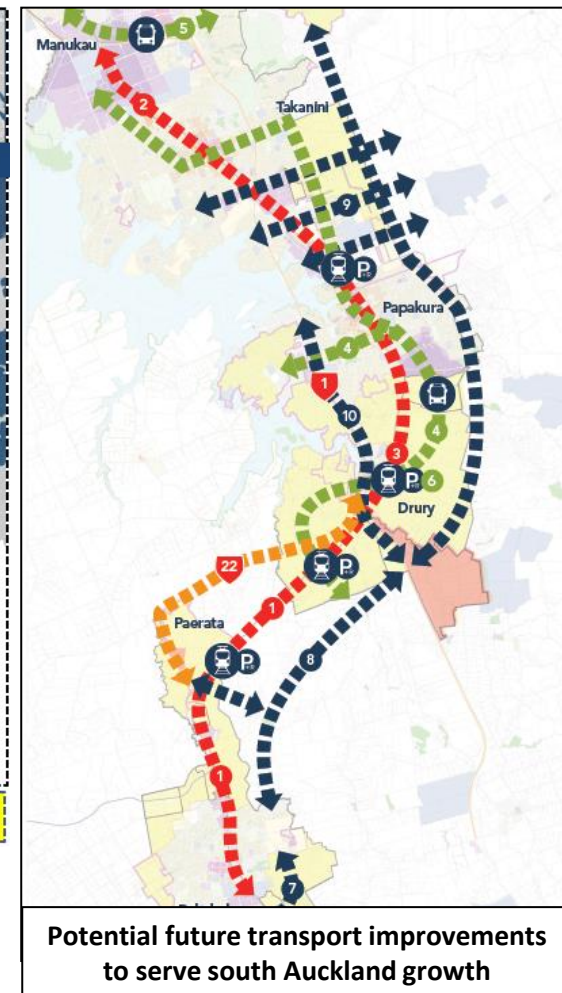 Manukau
5
2
Takanini
9
P+R
Papakura
4
1
10
4
3
P+R
6
Drury
22
P
1
Paerata
P+R
8
1
7
Potential future transport improvements
to serve south Auckland growth